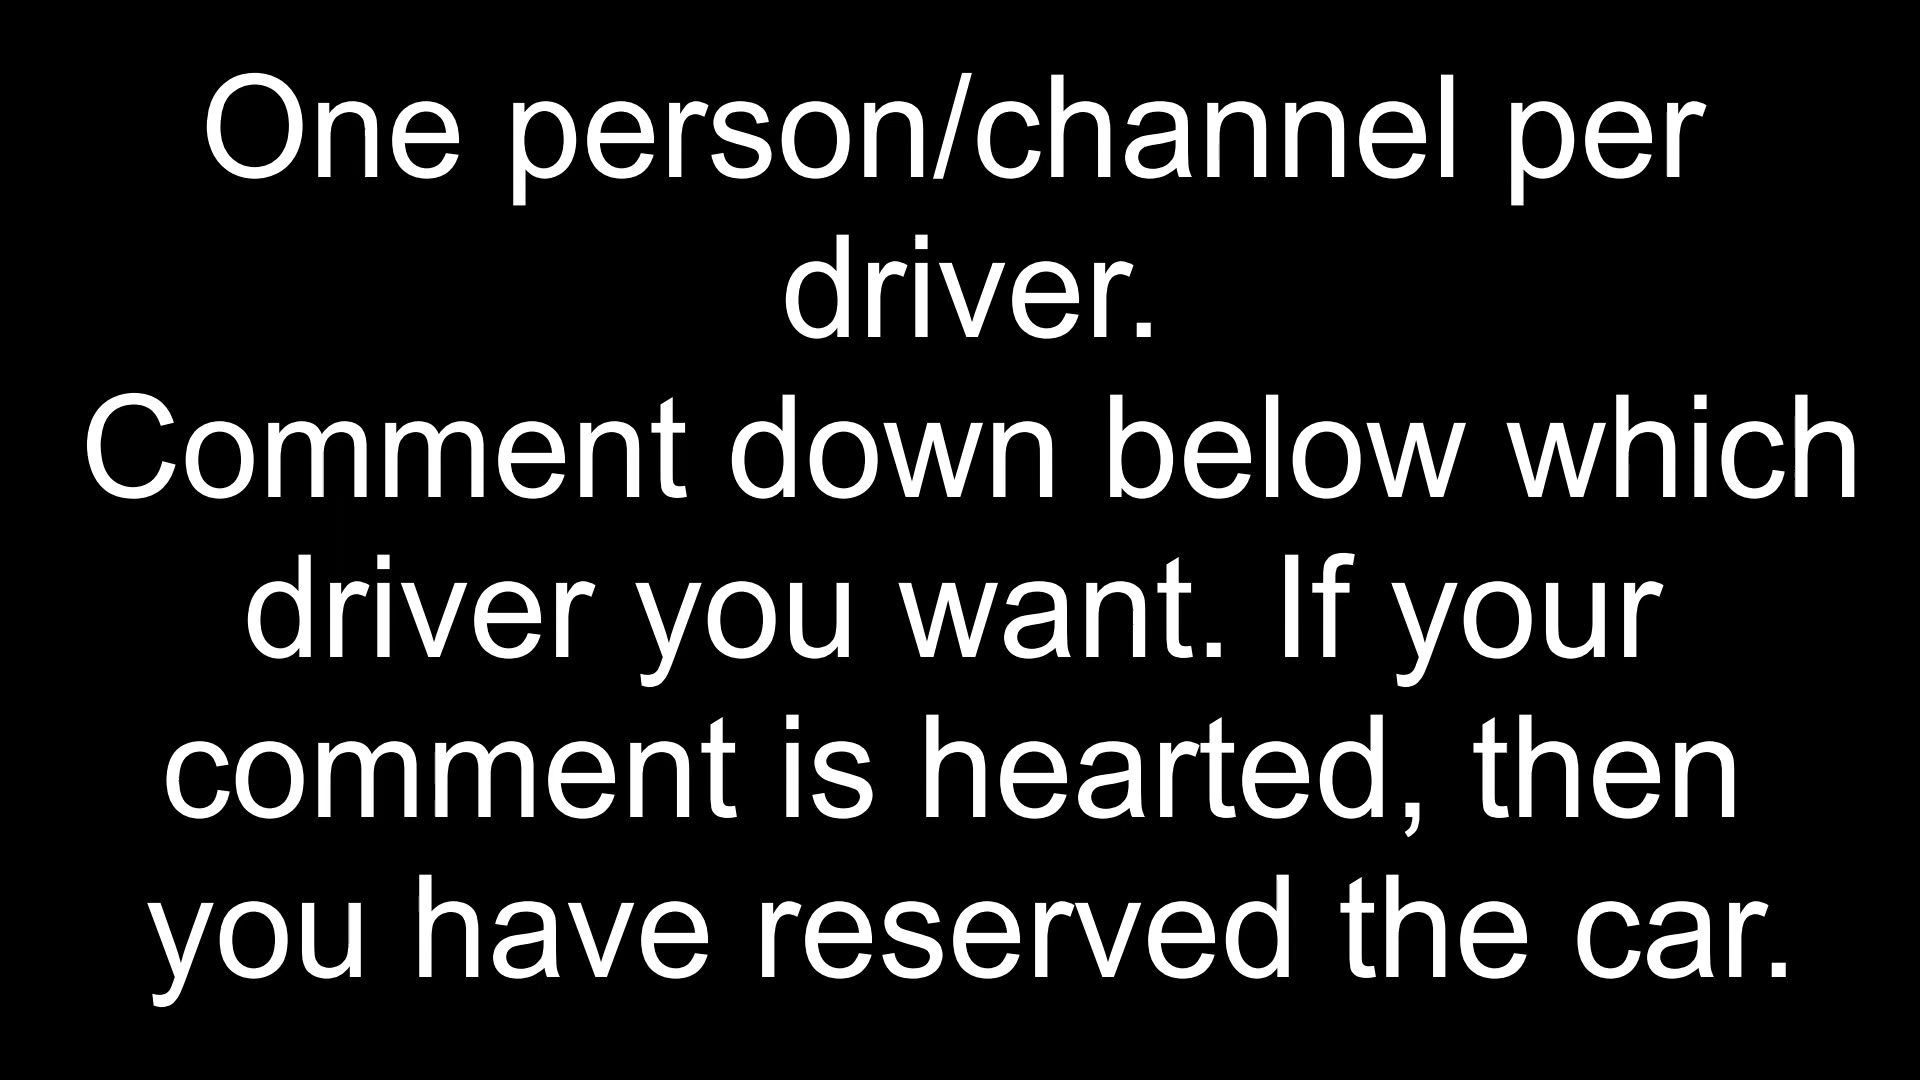 One person/channel per
driver.
Comment down below which
driver you want. If your
comment is hearted, then
you have reserved the car.